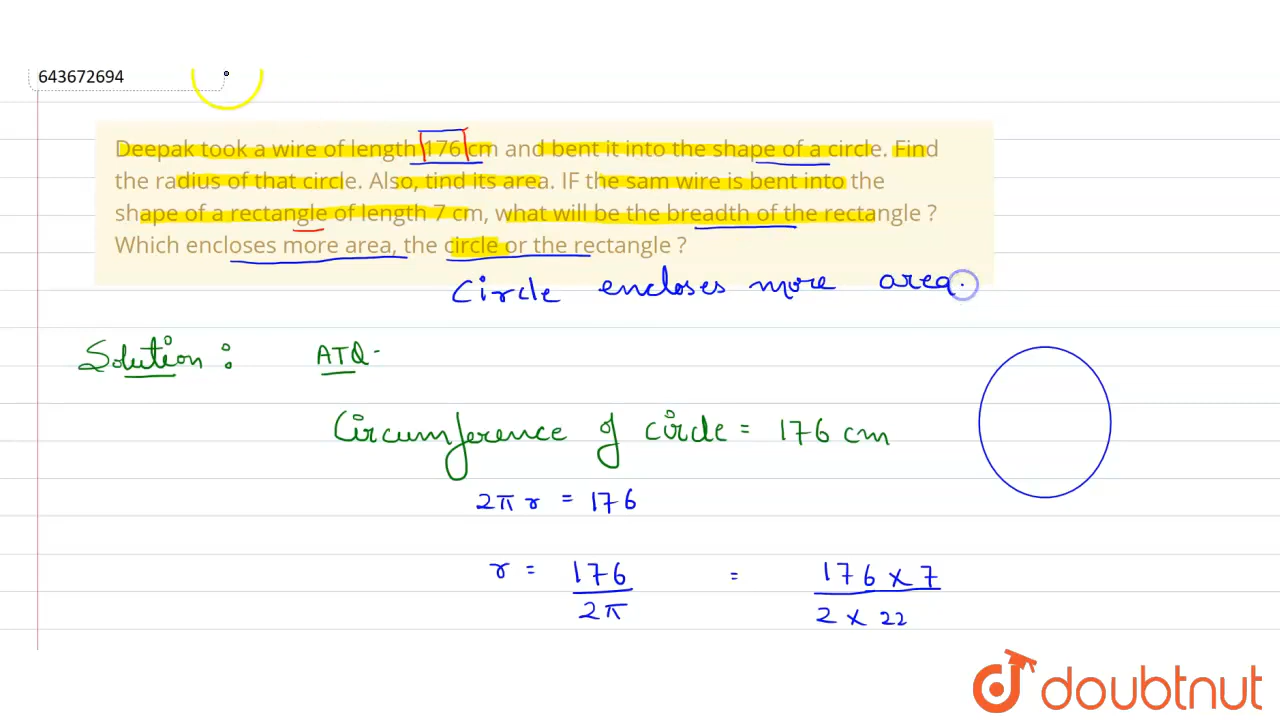 643672694
Deepak took a wire of length 176 cm and bent it into the shape of a circle. Find
the radius of that circle. Also, tind its area. IF the sam wire is bent into the
shape of a rectangle of length 7 cm, what will be the breadth of the rectangle ?
Which encloses more area, the circle or the rectangle ?
Circle encloses more area.
Solution : ATQ -
Circumference of circle = 176 cm
2π r = 176
r = 176 = 176 x 7
2π 2 x 22
doubtnut